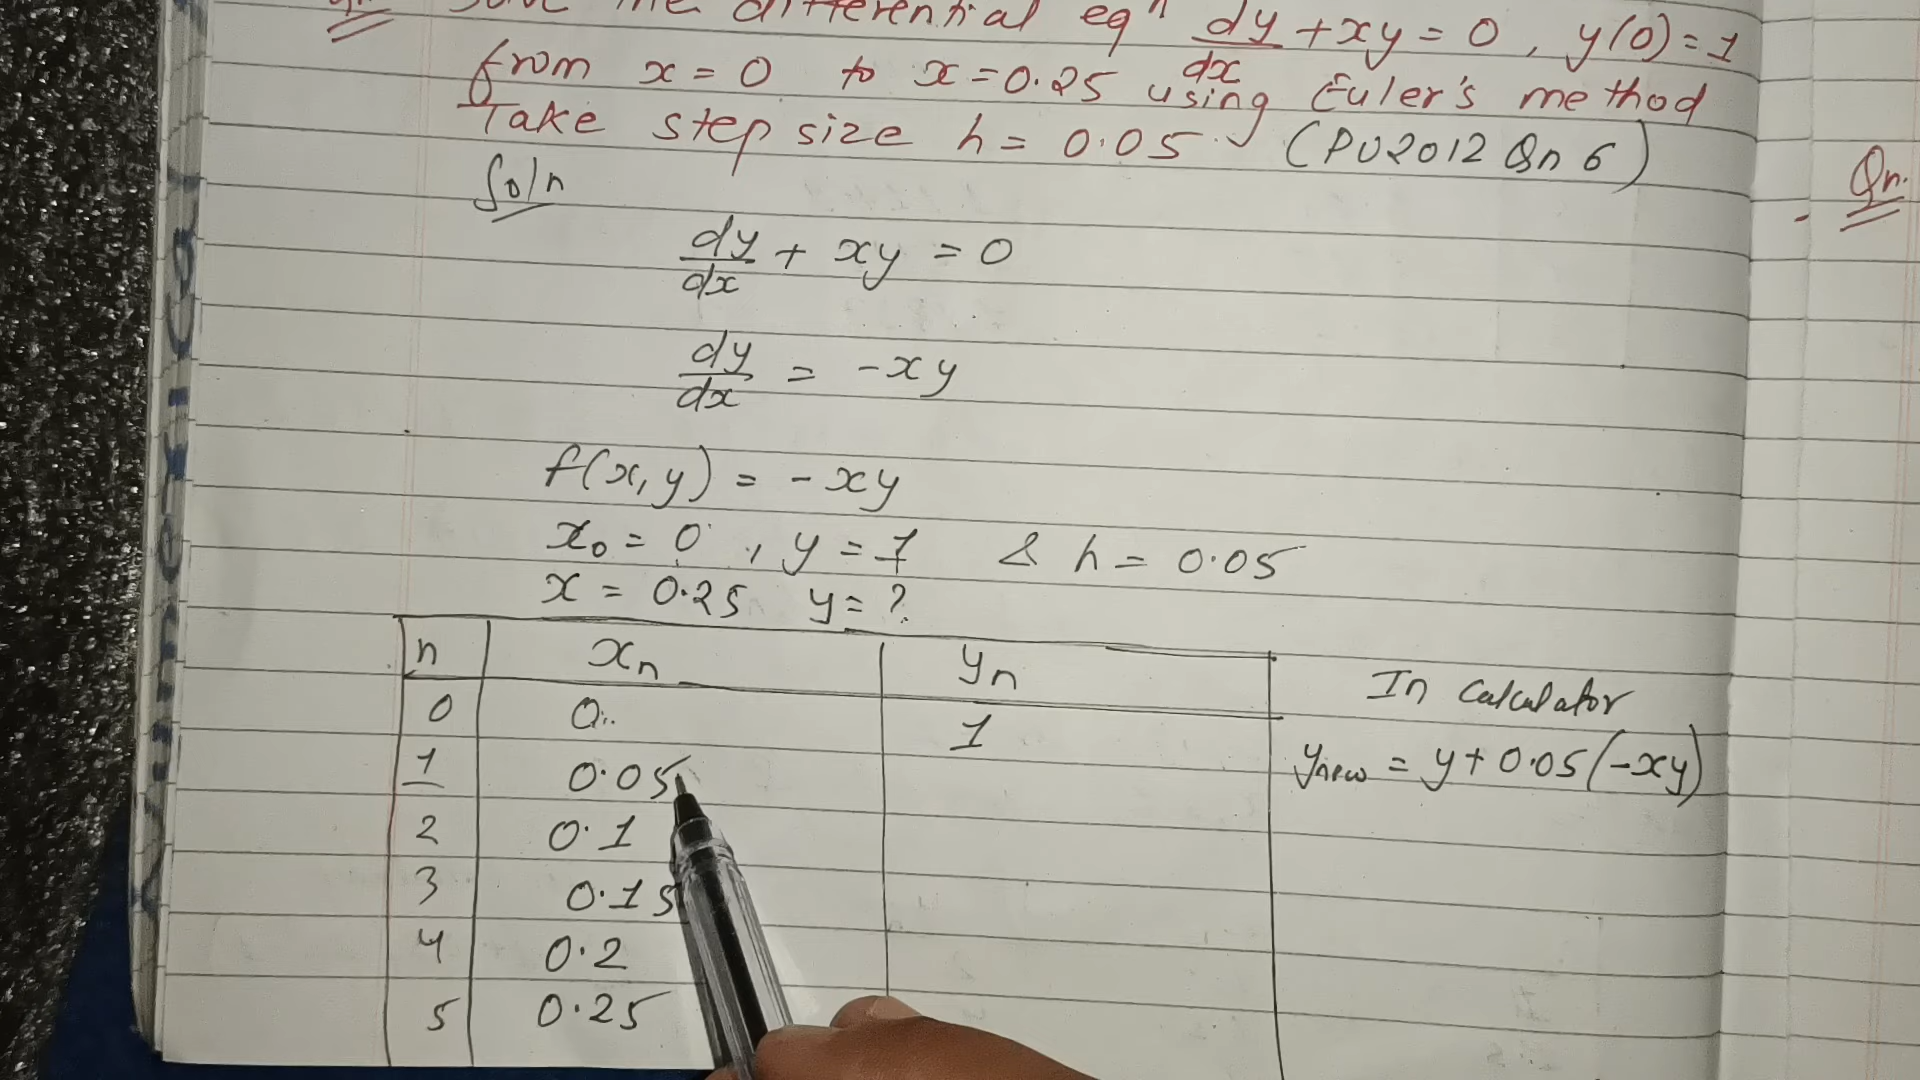 Solve the differential eqn dy/dx + xy = 0, y(0) = 1
from x = 0 to x = 0.25 using Euler's method
Take step size h = 0.05. (PU2012 Qn 6)
Qn.
Soln
dy/dx + xy = 0
dy/dx = -xy
f(x, y) = -xy
x₀ = 0, y = 1 & h = 0.05
x = 0.25 y = ?
n xn yn In calculator
0 0 1
1 0.05 ynew = y + 0.05(-xy)
2 0.1
3 0.15
4 0.2
5 0.25